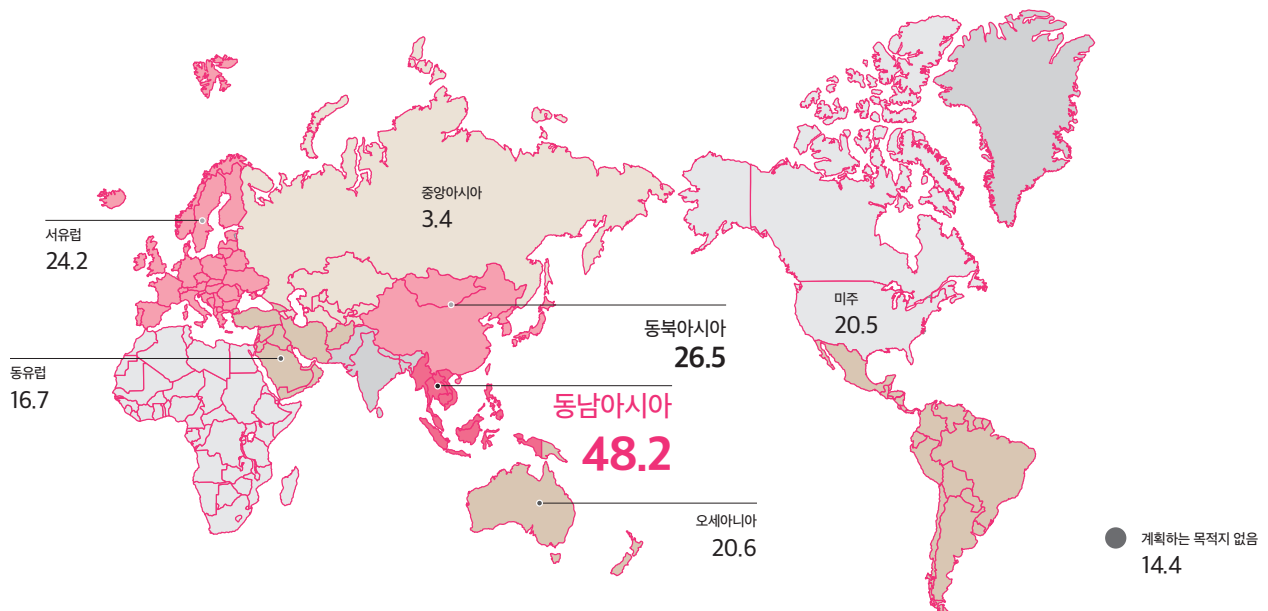 중앙아시아
3.4
서유럽
24.2
미주
20.5
동북아시아
26.5
동유럽
16.7
동남아시아
48.2
오세아니아
20.6
계획하는 목적지 없음
14.4